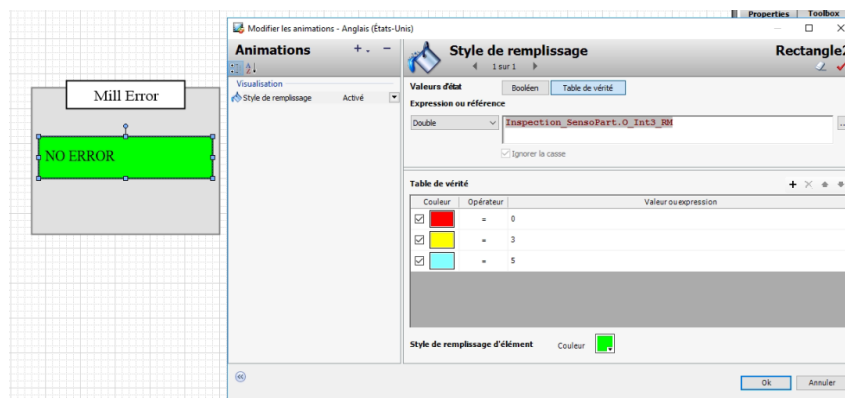 Properties | Toolbox
Modifier les animations - Anglais (États-Unis)
Animations
Style de remplissage
Rectangle2
1 sur 1
Visualisation
Style de remplissage Activé
Valeurs d'état Booléen Table de vérité
Expression ou référence
Double Inspection_SensoPart.O_Int3_RM
Ignorer la casse
Table de vérité
Couleur Opérateur Valeur ou expression
= 0
= 3
= 5
Style de remplissage d'élément Couleur
Ok Annuler
Mill Error
NO ERROR